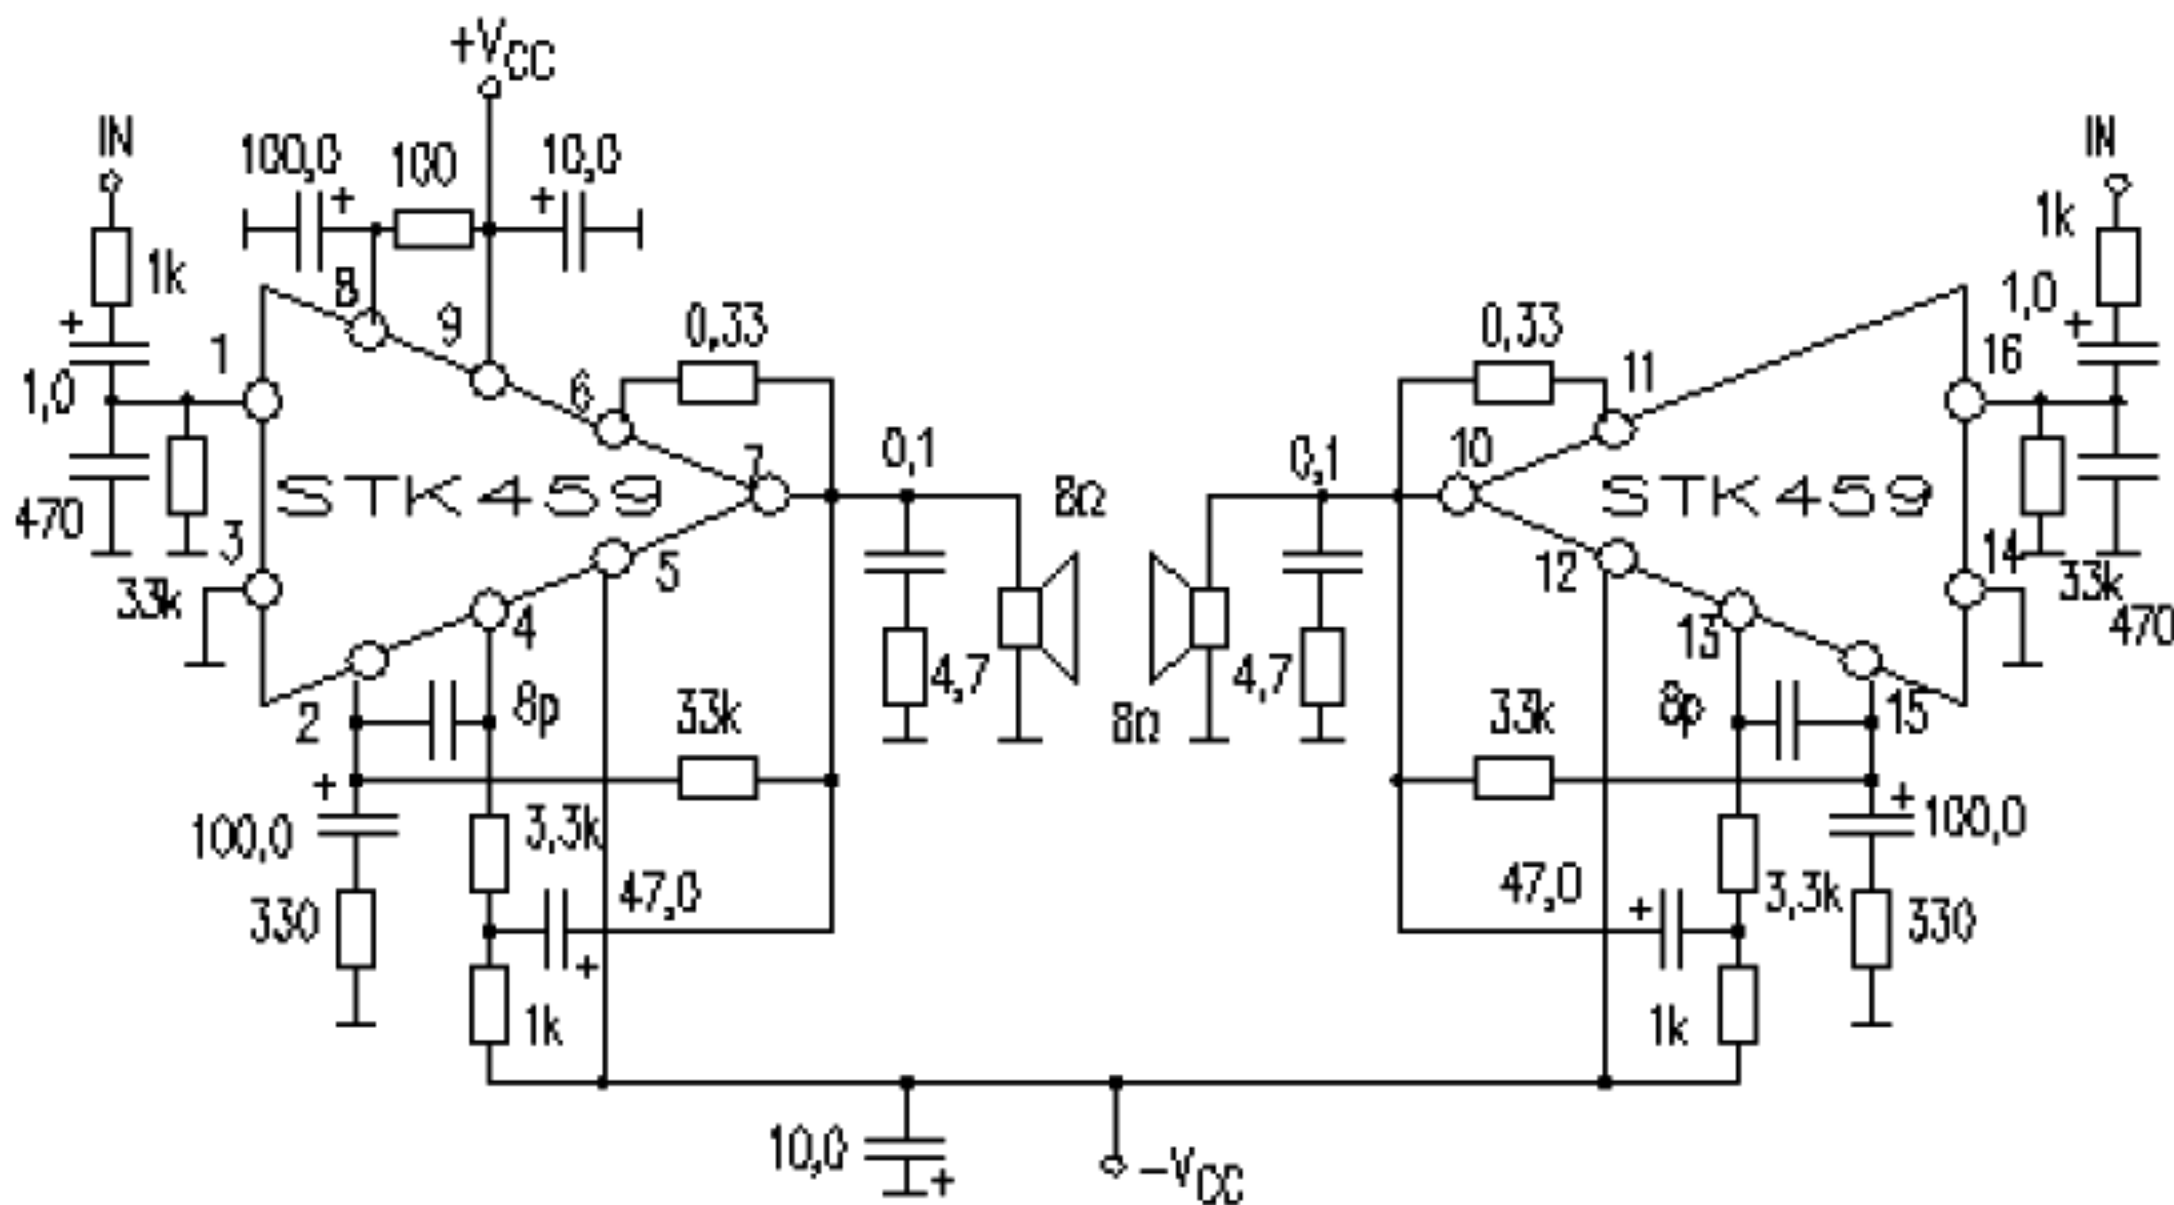 +VCC
IN
100,0 100 10,0
1k
8
9
1
1,0
0,33
6
7
470
3
33k
STK459
5
4
2
8p
0,1
8Ω
4,7
33k
100,0
3,3k
330
47,0
1k
+
+
+
+
+
IN
1k
1,0
+
16
0,33
11
10
0,1
STK459
12
14
13
33k
470
4,7
8Ω
8p
15
33k
+
100,0
47,0
+
3,3k
330
1k
10,0
+
-VCC